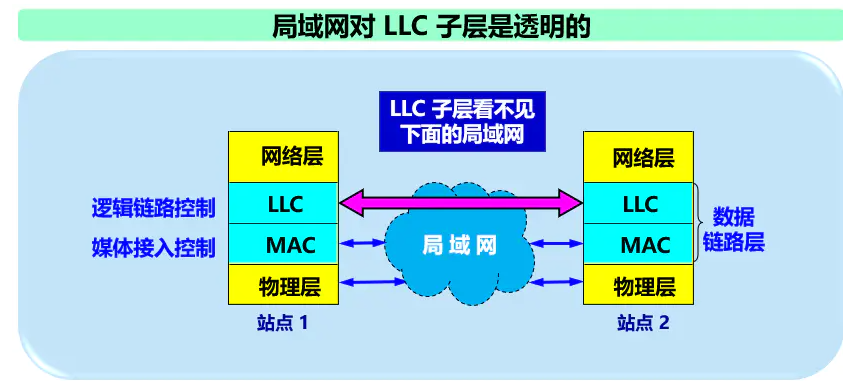 局域网对 LLC 子层是透明的
LLC 子层看不见
下面的局域网
网络层
网络层
逻辑链路控制
LLC
LLC
数据
链路层
媒体接入控制
MAC
局域网
MAC
物理层
物理层
站点 1
站点 2